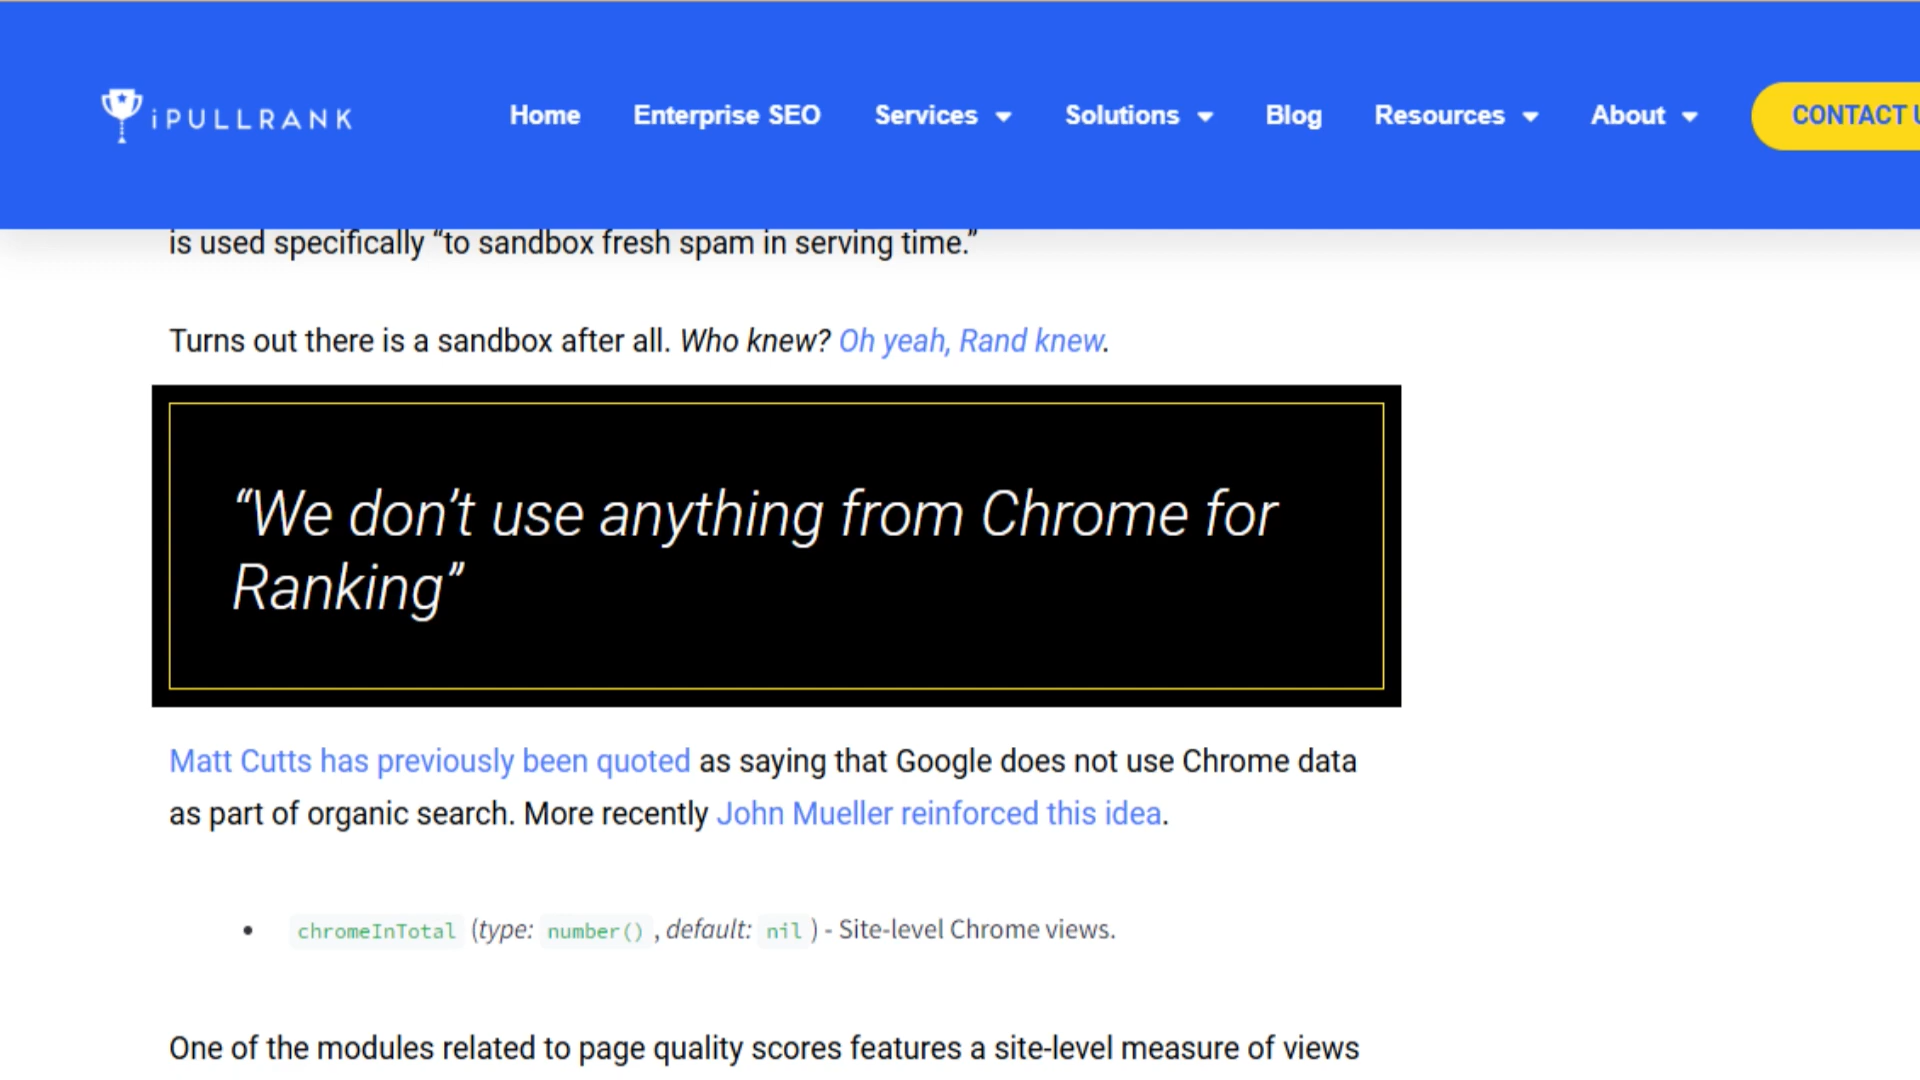 iPULLRANK
Home Enterprise SEO Services Solutions Blog Resources About CONTACT
is used specifically “to sandbox fresh spam in serving time.”
Turns out there is a sandbox after all. Who knew? Oh yeah, Rand knew.
“We don’t use anything from Chrome for
Ranking”
Matt Cutts has previously been quoted as saying that Google does not use Chrome data
as part of organic search. More recently John Mueller reinforced this idea.
• chromeInTotal (type: number() , default: nil ) - Site-level Chrome views.
One of the modules related to page quality scores features a site-level measure of views